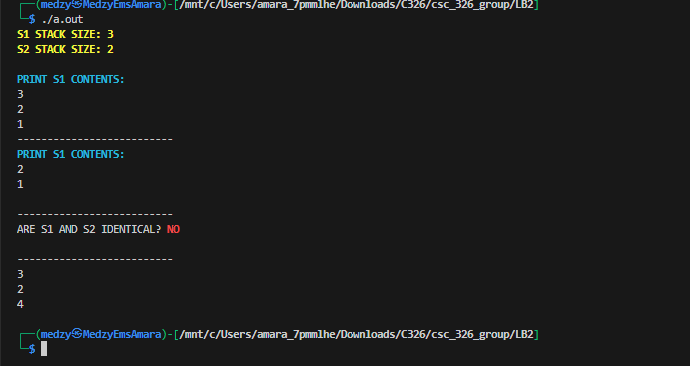 ┌──(medzy㉿MedzyEmsAmara)-[/mnt/c/Users/amara_7pmmlhe/Downloads/C326/csc_326_group/LB2]
└─$ ./a.out
S1 STACK SIZE: 3
S2 STACK SIZE: 2
PRINT S1 CONTENTS:
3
2
1
--------------------------
PRINT S1 CONTENTS:
2
1
--------------------------
ARE S1 AND S2 IDENTICAL? NO
--------------------------
3
2
4
┌──(medzy㉿MedzyEmsAmara)-[/mnt/c/Users/amara_7pmmlhe/Downloads/C326/csc_326_group/LB2]
└─$